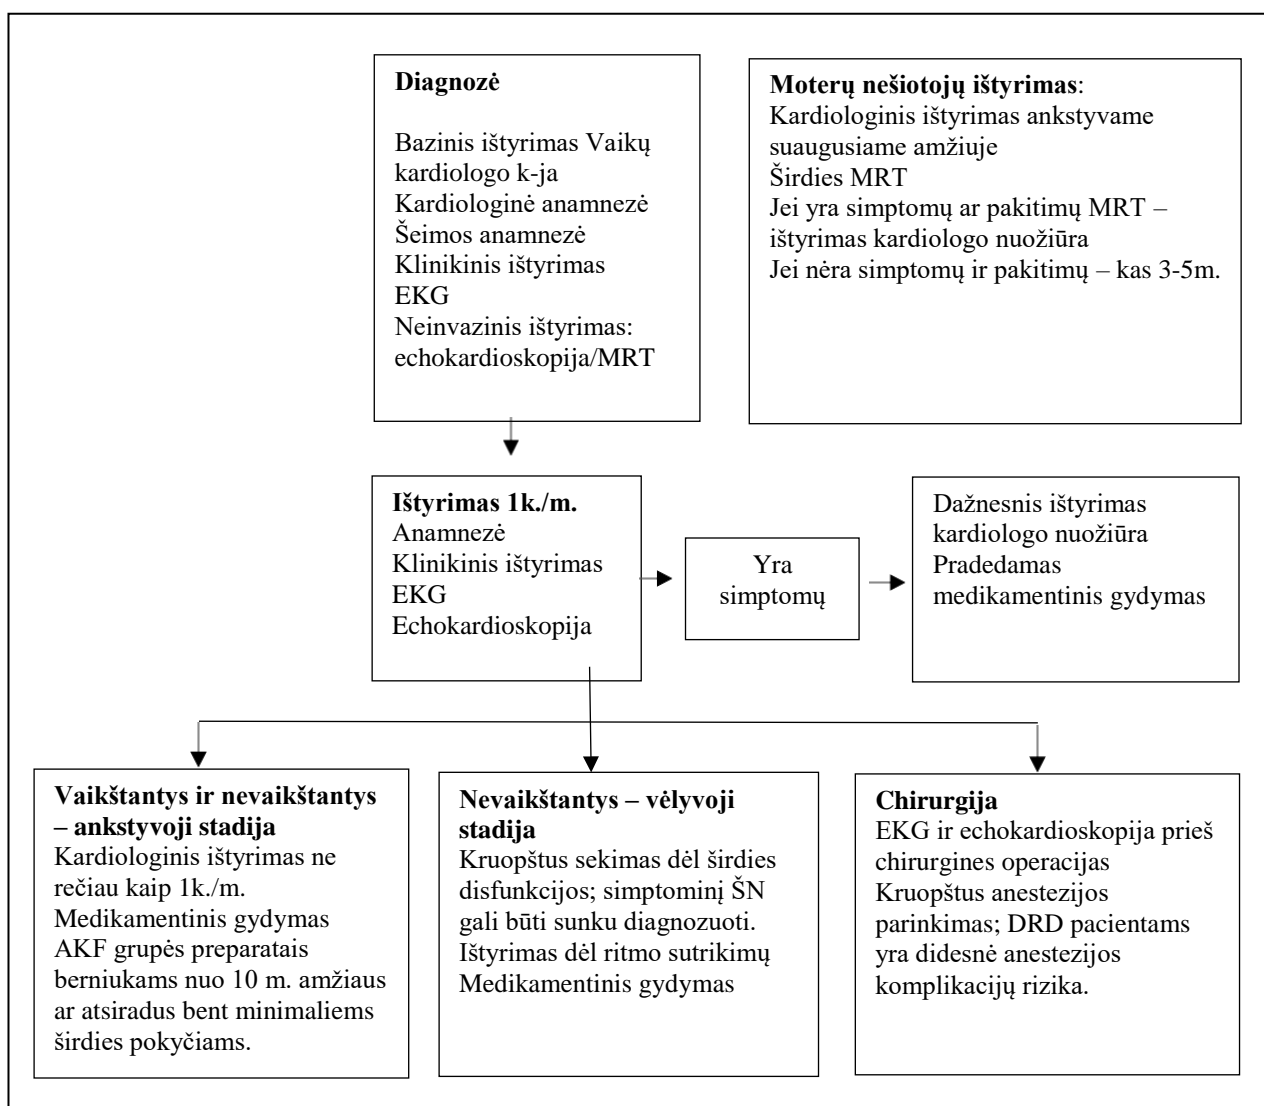 Diagnozė
Bazinis ištyrimas Vaikų
kardiologo k-ja
Kardiologinė anamnezė
Šeimos anamnezė
Klinikinis ištyrimas
EKG
Neinvazinis ištyrimas:
echokardioskopija/MRT
Moterų nešiotojų ištyrimas:
Kardiologinis ištyrimas ankstyvame
suaugusiame amžiuje
Širdies MRT
Jei yra simptomų ar pakitimų MRT –
ištyrimas kardiologo nuožiūra
Jei nėra simptomų ir pakitimų – kas 3-5m.
Ištyrimas 1k./m.
Anamnezė
Klinikinis ištyrimas
EKG
Echokardioskopija
Yra
simptomų
Dažnesnis ištyrimas
kardiologo nuožiūra
Pradedamas
medikamentinis gydymas
Vaikštantys ir nevaikštantys
– ankstyvoji stadija
Kardiologinis ištyrimas ne
rečiau kaip 1k./m.
Medikamentinis gydymas
AKF grupės preparatais
berniukams nuo 10 m. amžiaus
ar atsiradus bent minimaliems
širdies pokyčiams.
Nevaikštantys – vėlyvoji
stadija
Kruopštus sekimas dėl širdies
disfunkcijos; simptominį ŠN
gali būti sunku diagnozuoti.
Ištyrimas dėl ritmo sutrikimų
Medikamentinis gydymas
Chirurgija
EKG ir echokardioskopija prieš
chirurgines operacijas
Kruopštus anestezijos
parinkimas; DRD pacientams
yra didesnė anestezijos
komplikacijų rizika.